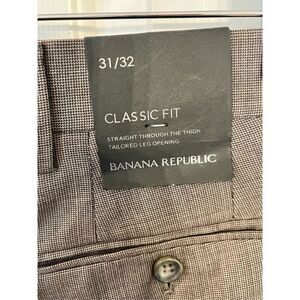 31/32
CLASSIC FIT
STRAIGHT THROUGH THE THIGH
TAILORED LEG OPENING
BANANA REPUBLIC